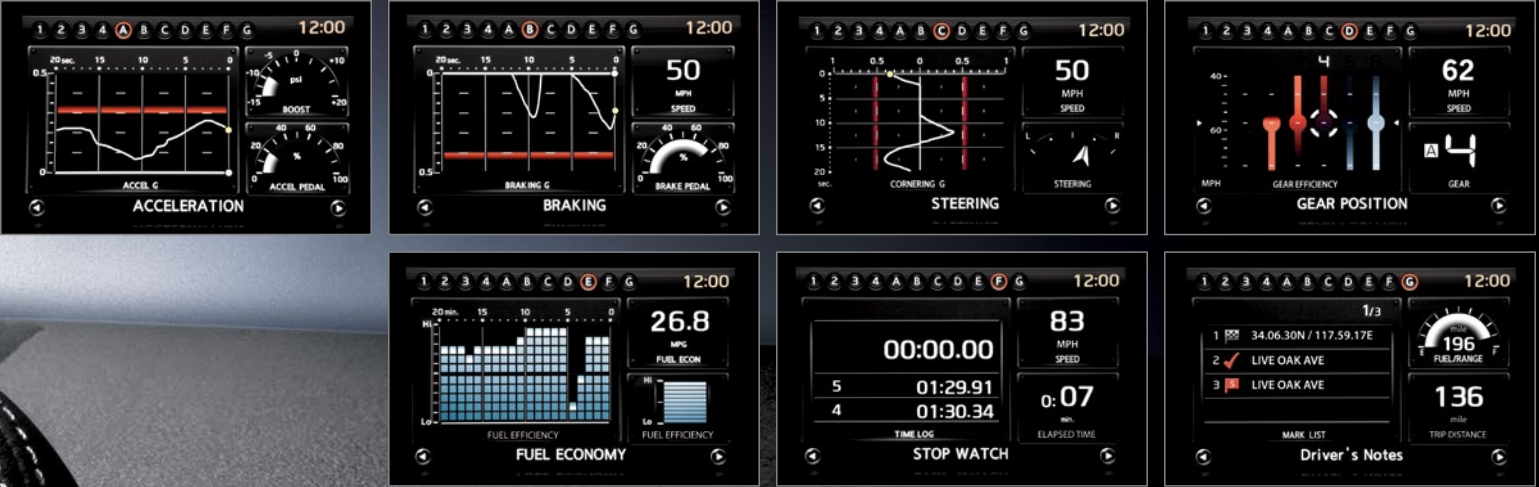 1 2 3 4 A B C D E F G 12:00
20 sec. 15 10 5 0
0.5
0
ACCEL G
-15 -10 -5 0 +10 +20
psi
BOOST
0 20 40 60 80 100
%
ACCEL PEDAL
ACCELERATION
1 2 3 4 A B C D E F G 12:00
20 sec. 15 10 5 0
0
0.5
BRAKING G
50
MPH
SPEED
0 20 40 60 80 100
%
BRAKE PEDAL
BRAKING
1 2 3 4 A B C D E F G 12:00
1 0.5 0 0.5 1
0
5
10
15
20
sec.
CORNERING G
50
MPH
SPEED
L I R
STEERING
STEERING
1 2 3 4 A B C D E F G 12:00
4 5 6
40
60
MPH
GEAR EFFICIENCY
62
MPH
SPEED
A 4
GEAR
GEAR POSITION
1 2 3 4 A B C D E F G 12:00
20 min. 15 10 5 0
Hi
Lo
FUEL EFFICIENCY
26.8
MPG
FUEL ECON
Hi
Lo
FUEL EFFICIENCY
FUEL ECONOMY
1 2 3 4 A B C D E F G 12:00
00:00.00
5 01:29.91
4 01:30.34
TIME LOG
83
MPH
SPEED
0:07
min.
ELAPSED TIME
STOP WATCH
1 2 3 4 A B C D E F G 12:00
1/3
1 34.06.30N / 117.59.17E
2 LIVE OAK AVE
3 S LIVE OAK AVE
MARK LIST
mile
196
E F
FUEL/RANGE
136
mile
TRIP DISTANCE
Driver's Notes